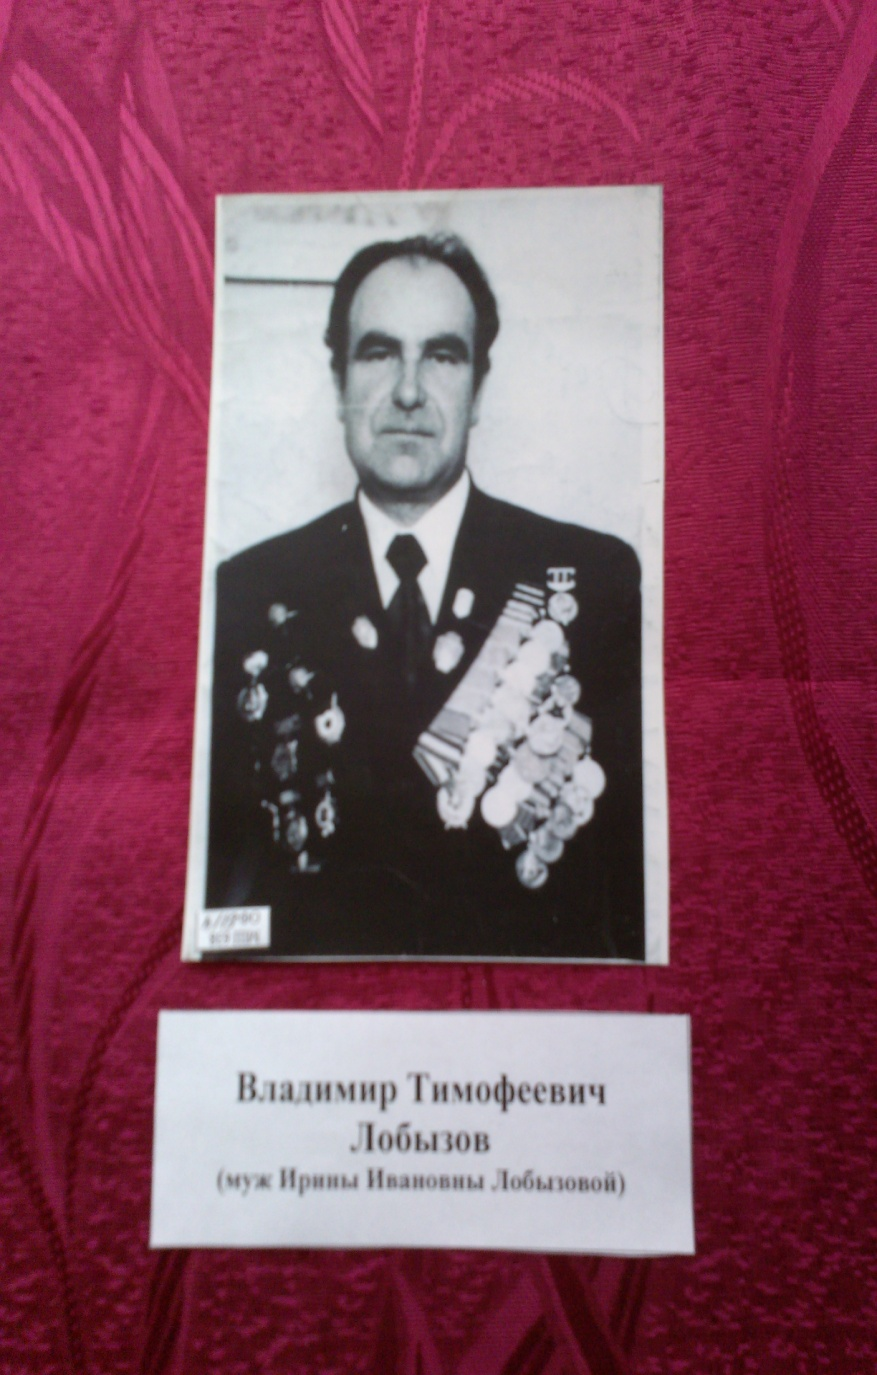 Владимир Тимофеевич
Лобызов
(муж Ирины Ивановны Лобызовой)